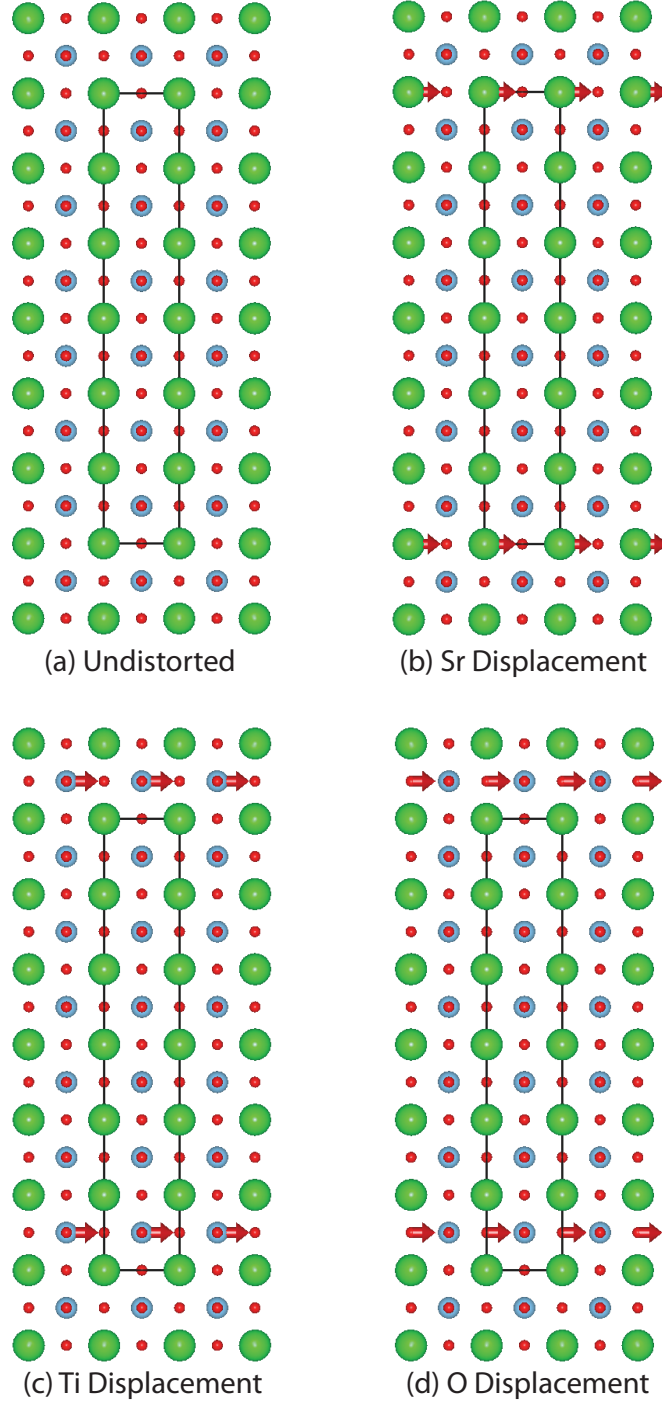 (a) Undistorted
(b) Sr Displacement
(c) Ti Displacement
(d) O Displacement